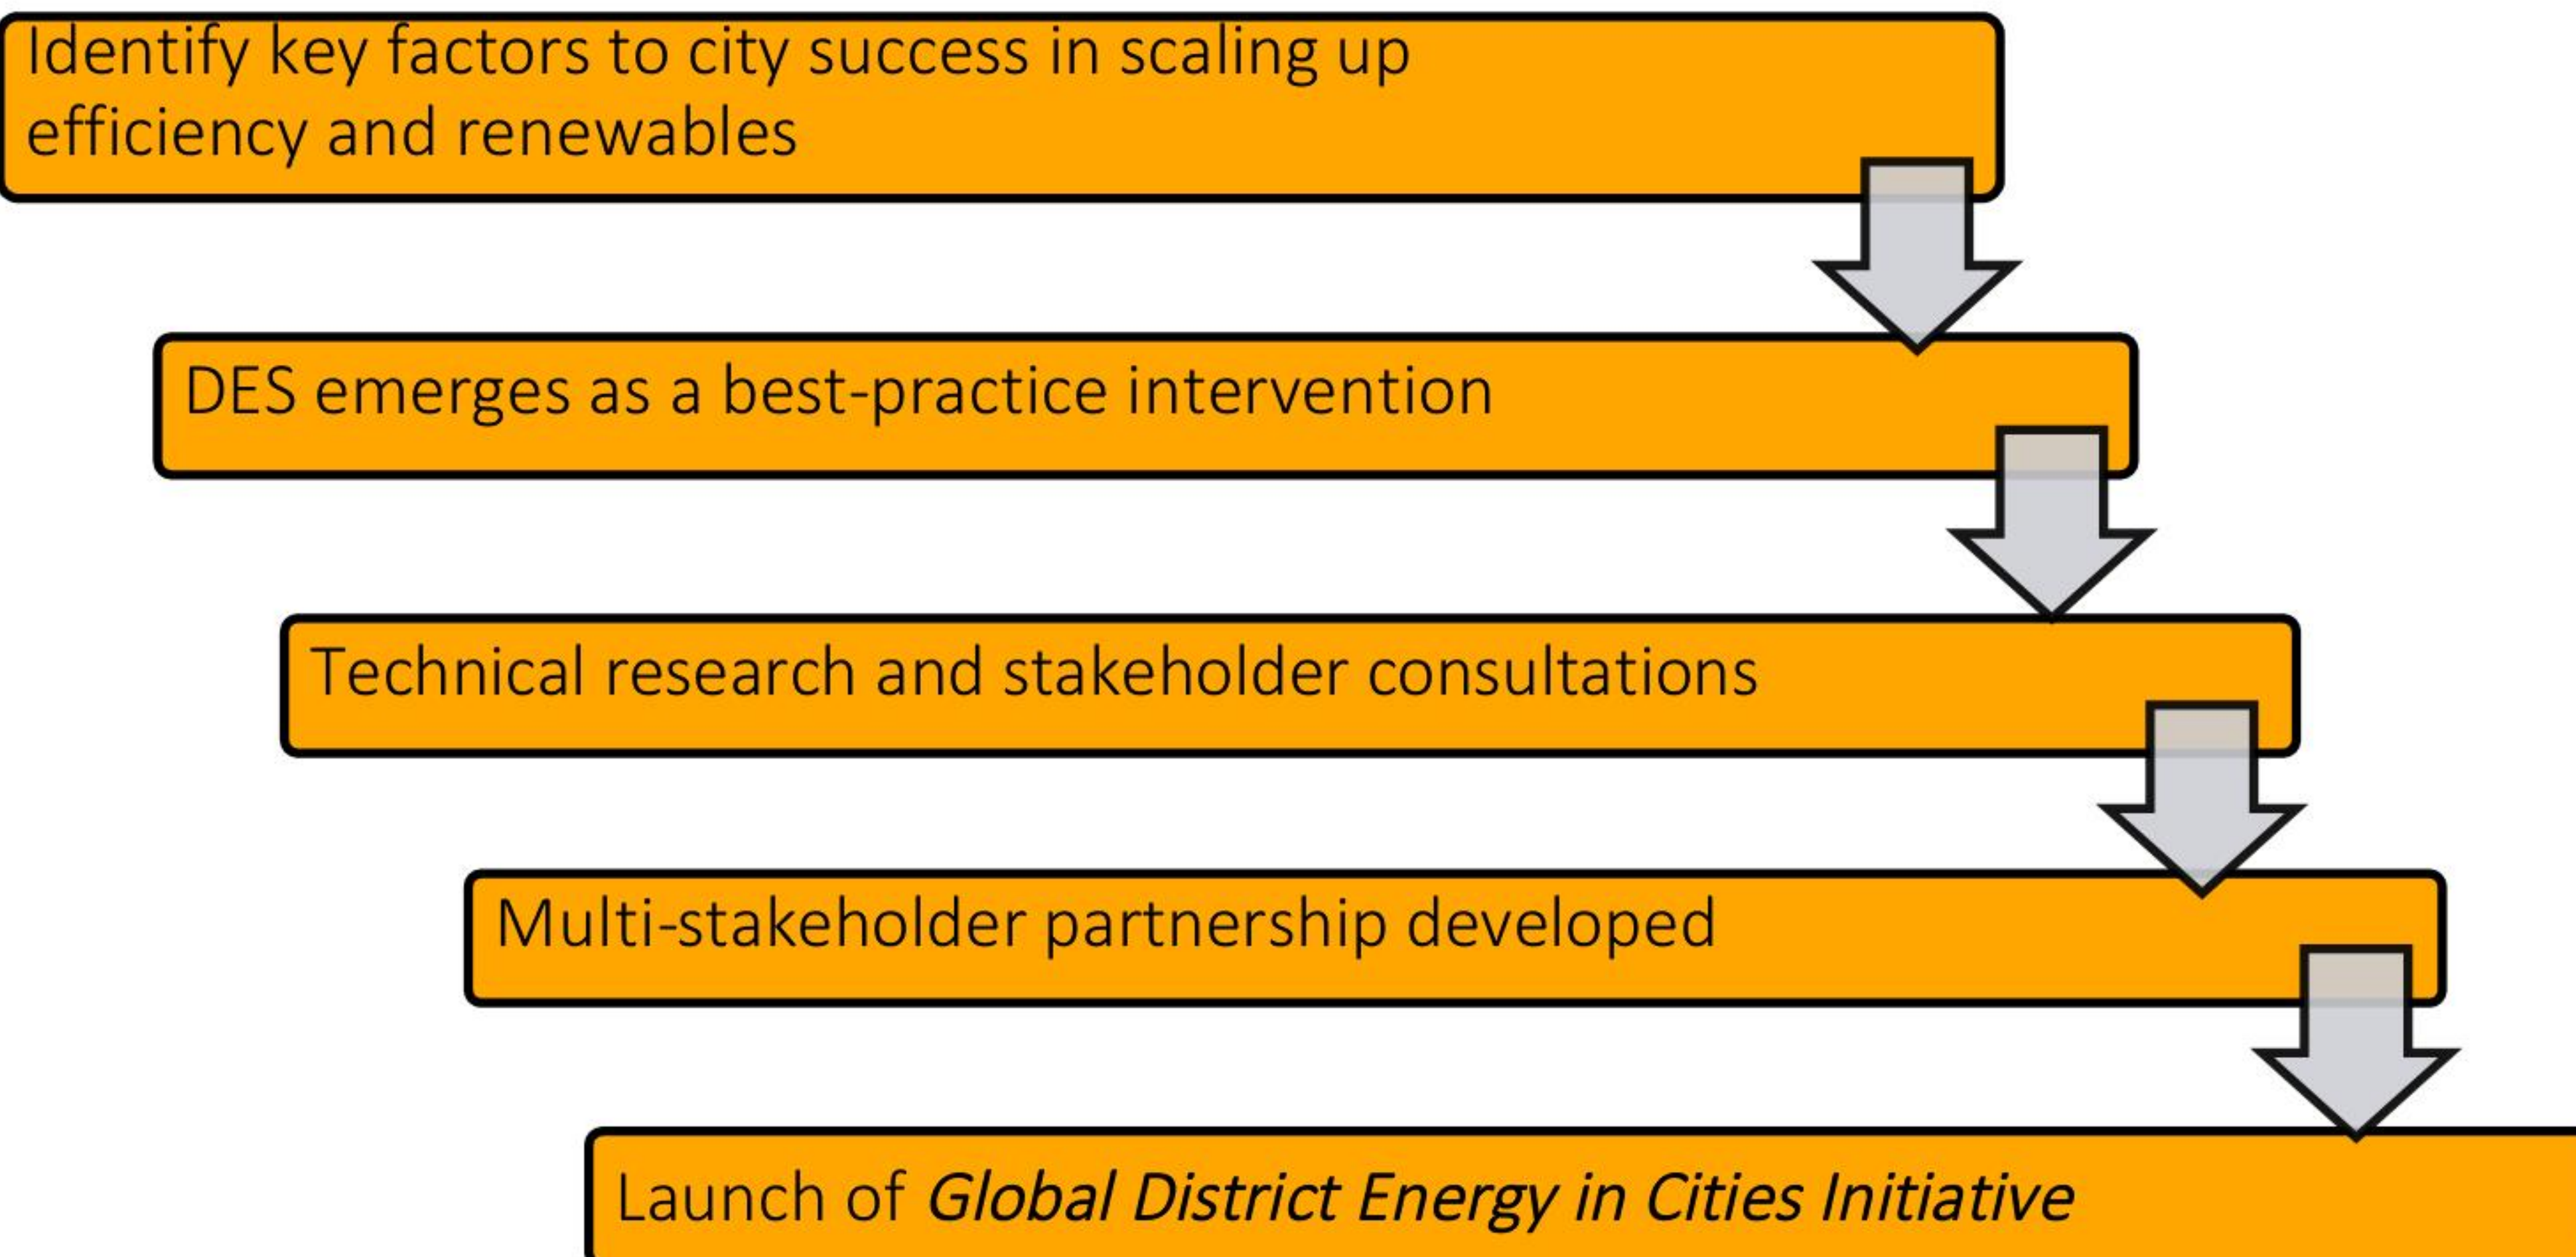 Identify key factors to city success in scaling up
efficiency and renewables
DES emerges as a best-practice intervention
Technical research and stakeholder consultations
Multi-stakeholder partnership developed
Launch of Global District Energy in Cities Initiative